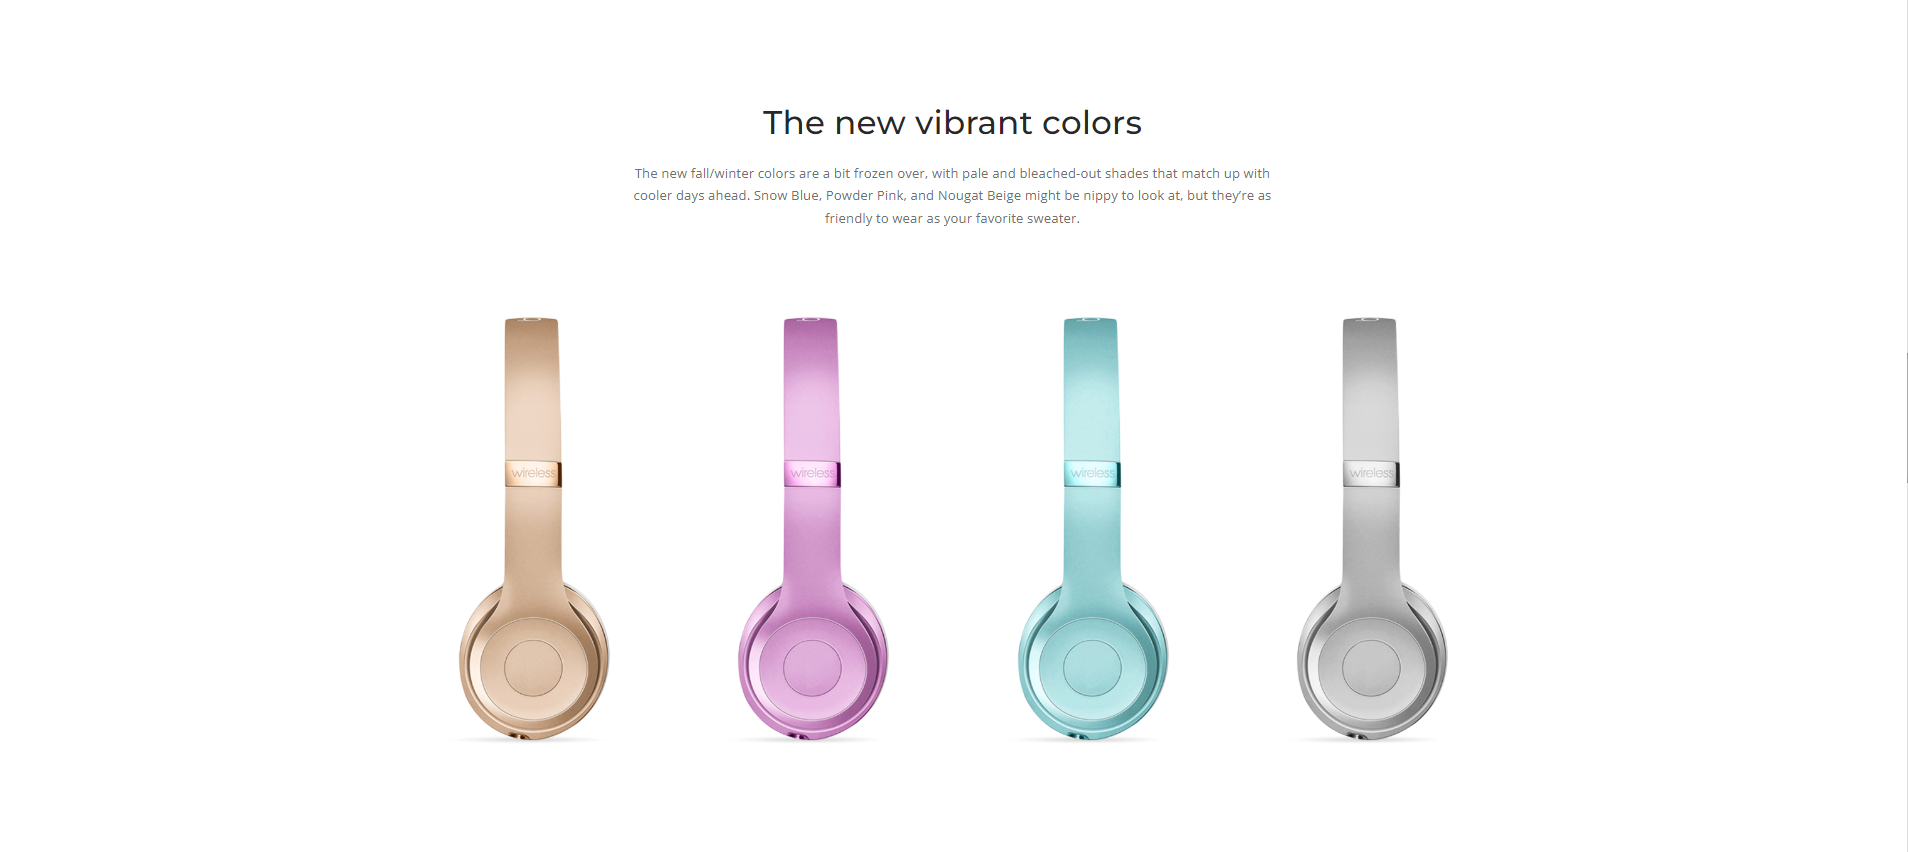 The new vibrant colors
The new fall/winter colors are a bit frozen over, with pale and bleached-out shades that match up with
cooler days ahead. Snow Blue, Powder Pink, and Nougat Beige might be nippy to look at, but they’re as
friendly to wear as your favorite sweater.
wireless
wireless
wireless
wireless